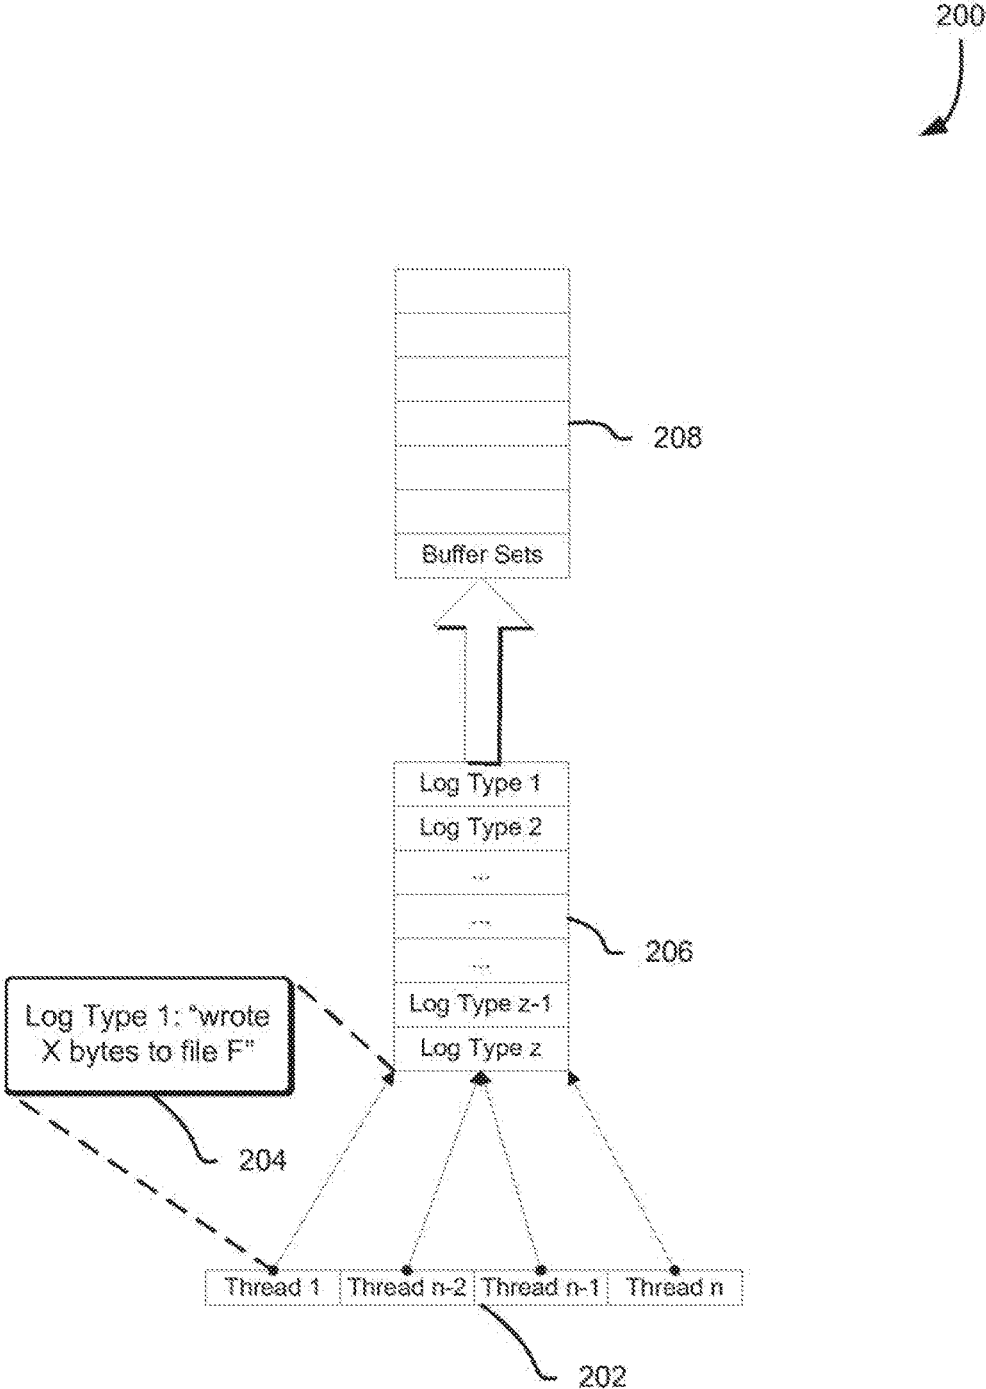 200
208
Buffer Sets
Log Type 1
Log Type 2
...
...
206
...
Log Type z-1
Log Type 1: "wrote
X bytes to file F"
Log Type z
204
Thread 1 Thread n-2 Thread n-1 Thread n
202